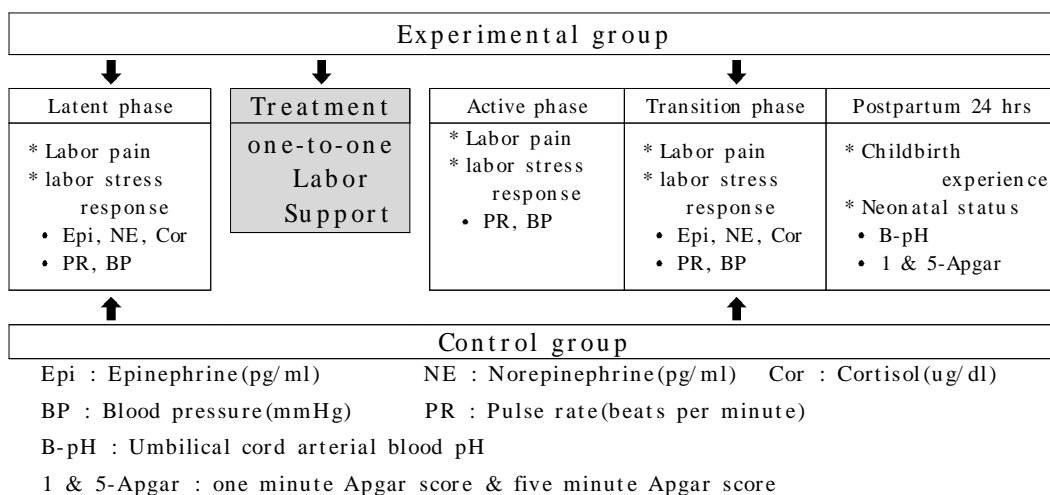 Experimental group
Latent phase
* Labor pain
* labor stress
response
• Epi, NE, Cor
• PR, BP
Treatment
one-to-one
Labor
Support
Active phase
* Labor pain
* labor stress
response
• PR, BP
Transition phase
* Labor pain
* labor stress
response
• Epi, NE, Cor
• PR, BP
Postpartum 24 hrs
* Childbirth
experience
* Neonatal status
• B-pH
• 1 & 5-Apgar
Control group
Epi : Epinephrine(pg/ml) NE : Norepinephrine(pg/ml) Cor : Cortisol(ug/dl)
BP : Blood pressure(mmHg) PR : Pulse rate(beats per minute)
B-pH : Umbilical cord arterial blood pH
1 & 5-Apgar : one minute Apgar score & five minute Apgar score